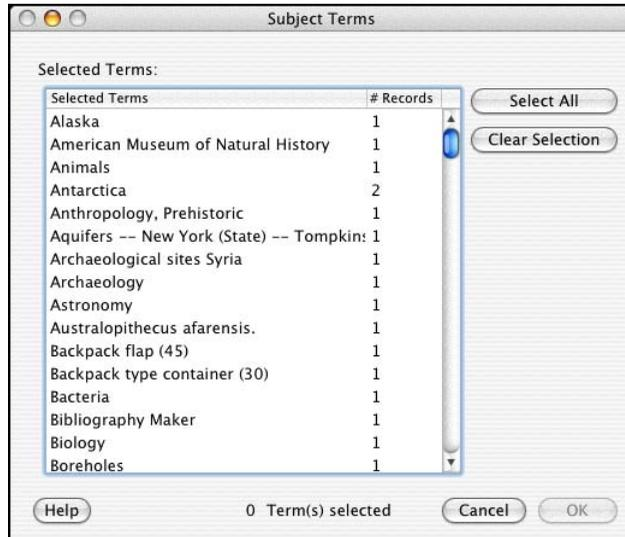 Subject Terms
Selected Terms:
Selected Terms # Records
Alaska 1
American Museum of Natural History 1
Animals 1
Antarctica 2
Anthropology, Prehistoric 1
Aquifers -- New York (State) -- Tompkins 1
Archaeological sites Syria 1
Archaeology 1
Astronomy 1
Australopithecus afarensis. 1
Backpack flap (45) 1
Backpack type container (30) 1
Bacteria 1
Bibliography Maker 1
Biology 1
Boreholes 1
Select All
Clear Selection
Help
0 Term(s) selected
Cancel
OK